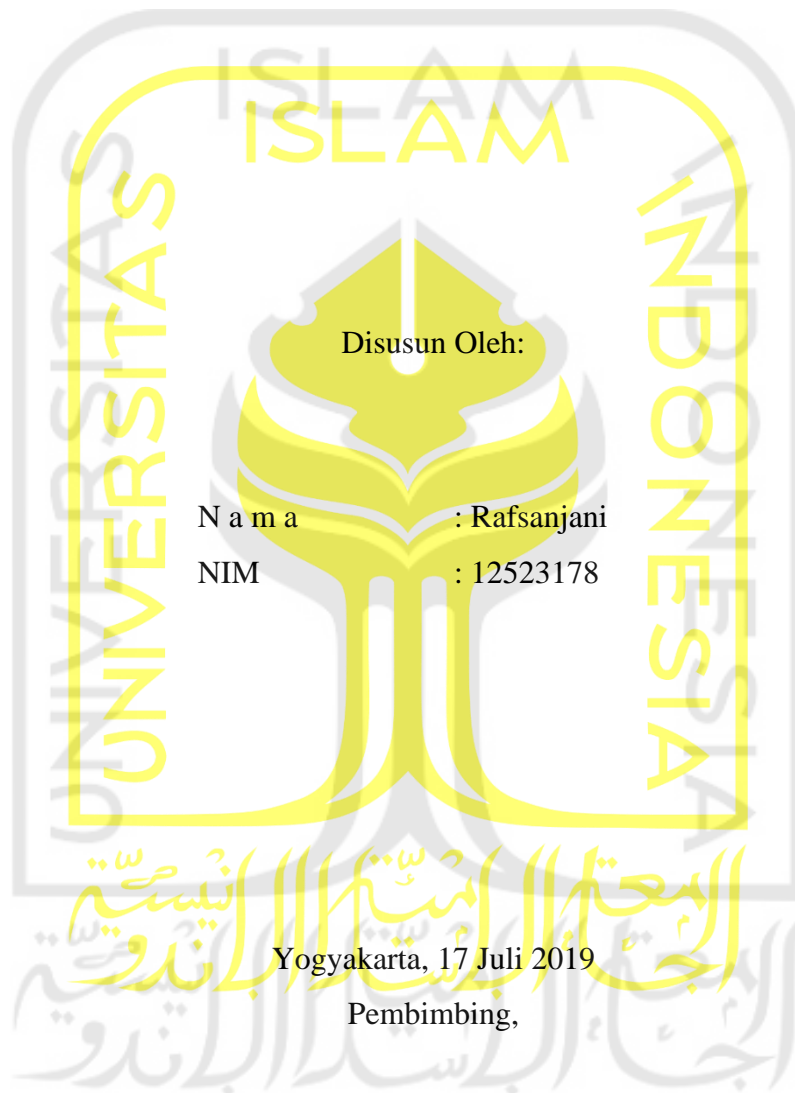 ISLAM
UNIVERSITAS
INDONESIA
Disusun Oleh:
N a m a : Rafsanjani
NIM : 12523178
Yogyakarta, 17 Juli 2019
Pembimbing,